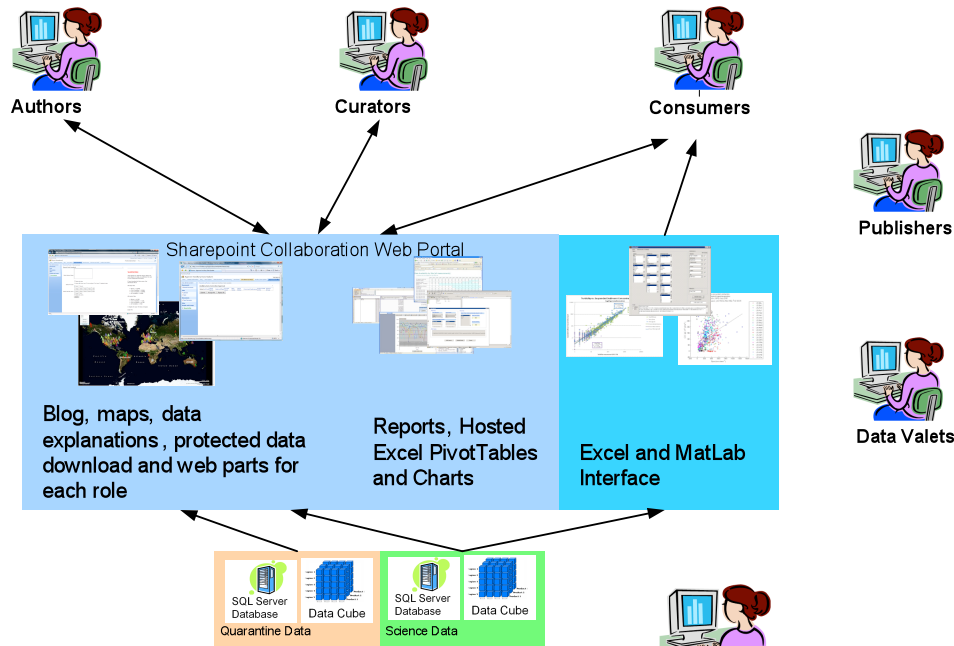 Authors
Curators
Consumers
Publishers
Sharepoint Collaboration Web Portal
Blog, maps, data
explanations , protected data
download and web parts for
each role
Reports, Hosted
Excel PivotTables
and Charts
Excel and MatLab
Interface
Data Valets
SQL Server
Database
Data Cube
Quarantine Data
SQL Server
Database
Data Cube
Science Data